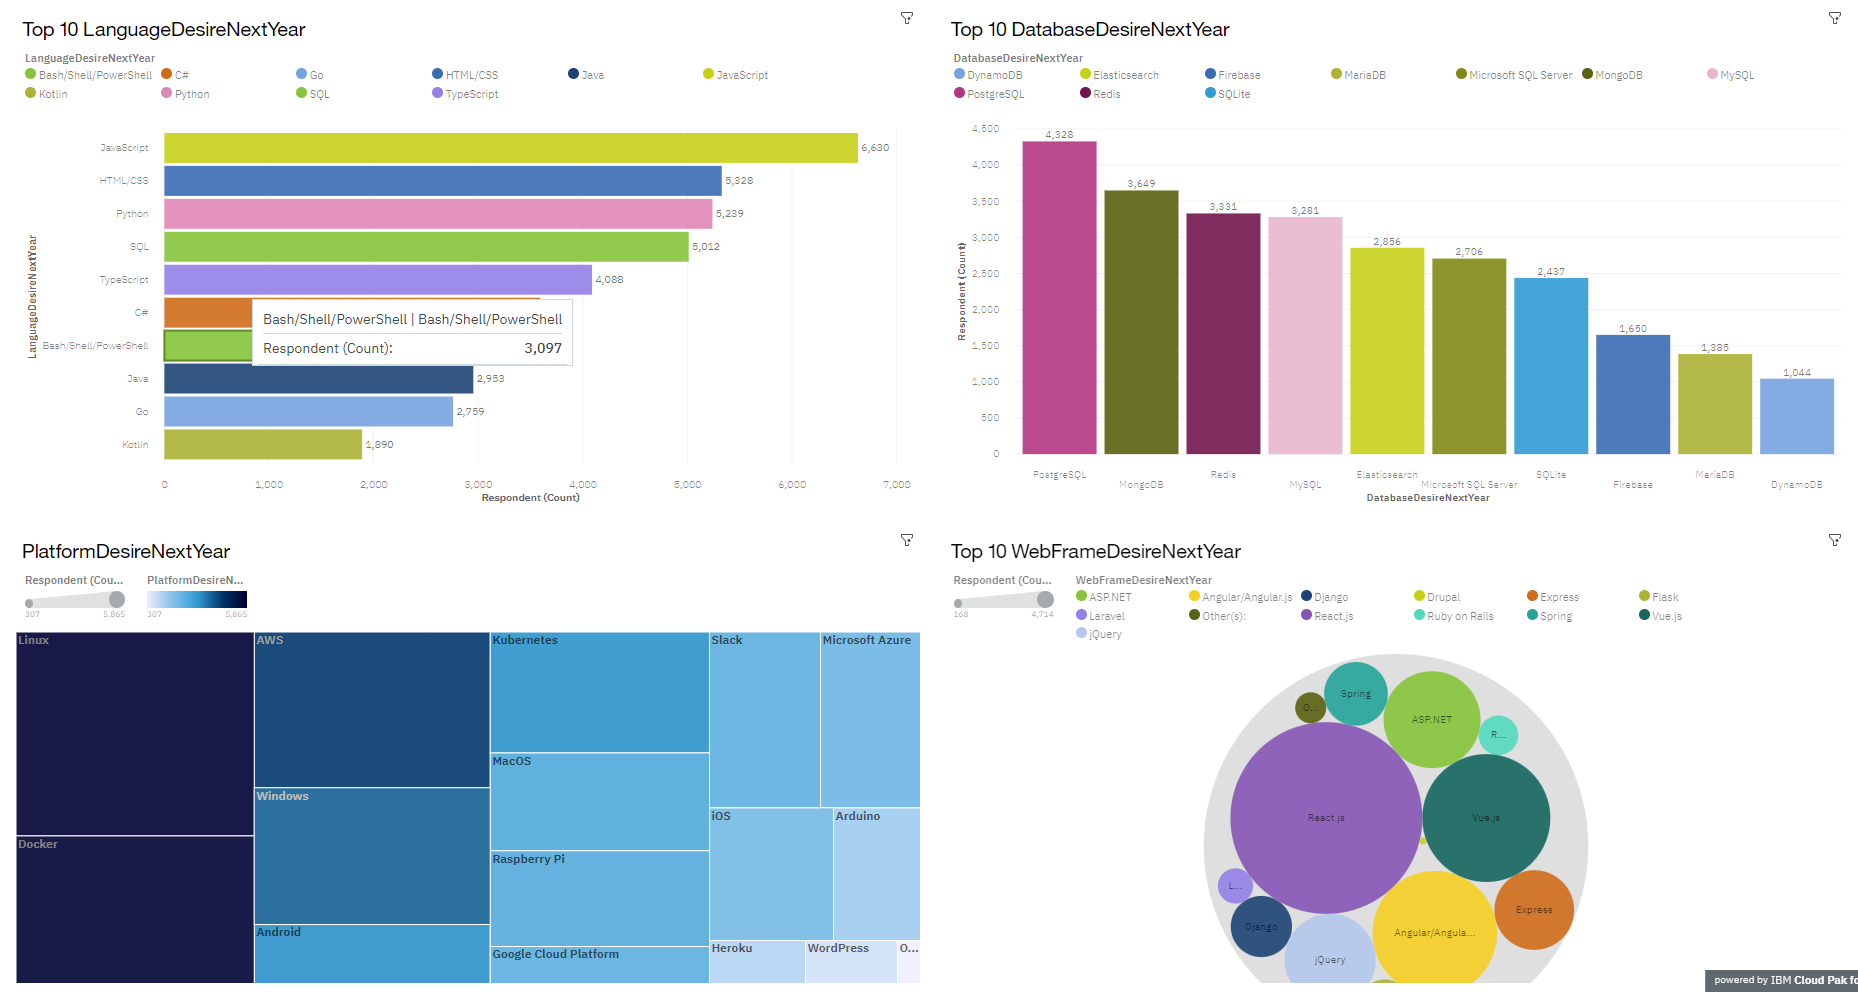 Top 10 LanguageDesireNextYear
LanguageDesireNextYear
Bash/Shell/PowerShell C# Go HTML/CSS Java JavaScript
Kotlin Python SQL TypeScript
LanguageDesireNextYear
JavaScript 6,630
HTML/CSS 5,328
Python 5,239
SQL 5,012
TypeScript 4,088
C#
Bash/Shell/PowerShell
Bash/Shell/PowerShell | Bash/Shell/PowerShell
Respondent (Count): 3,097
Java 2,953
Go 2,759
Kotlin 1,890
0 1,000 2,000 3,000 4,000 5,000 6,000 7,000
Respondent (Count)
Top 10 DatabaseDesireNextYear
DatabaseDesireNextYear
DynamoDB Elasticsearch Firebase MariaDB Microsoft SQL Server MongoDB MySQL
PostgreSQL Redis SQLite
Respondent (Count)
4,500
4,000
3,500
3,000
2,500
2,000
1,500
1,000
500
0
4,328 3,649 3,331 3,281 2,856 2,706 2,437 1,650 1,385 1,044
PostgreSQL MongoDB Redis MySQL Elasticsearch Microsoft SQL Server SQLite Firebase MariaDB DynamoDB
DatabaseDesireNextYear
PlatformDesireNextYear
Respondent (Cou... PlatformDesireN...
307 5,865 307 5,865
Linux
Docker
AWS
Windows
Android
Kubernetes
MacOS
Raspberry Pi
Google Cloud Platform
Slack
Microsoft Azure
iOS
Arduino
Heroku
WordPress
O...
Top 10 WebFrameDesireNextYear
Respondent (Cou... WebFrameDesireNextYear
168 4,714
ASP.NET Angular/Angular.js Django Drupal Express Flask
Laravel Other(s): React.js Ruby on Rails Spring Vue.js
jQuery
O...
Spring
ASP.NET
R...
React.js
Vue.js
L...
Django
jQuery
Angular/Angula...
Express
powered by IBM Cloud Pak fo